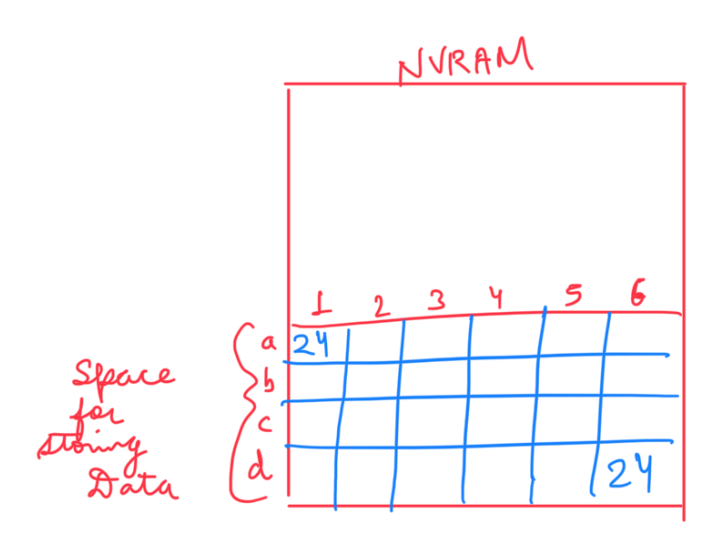 NVRAM
1 2 3 4 5 6
a 24
Space b
for c
storing
Data d 24